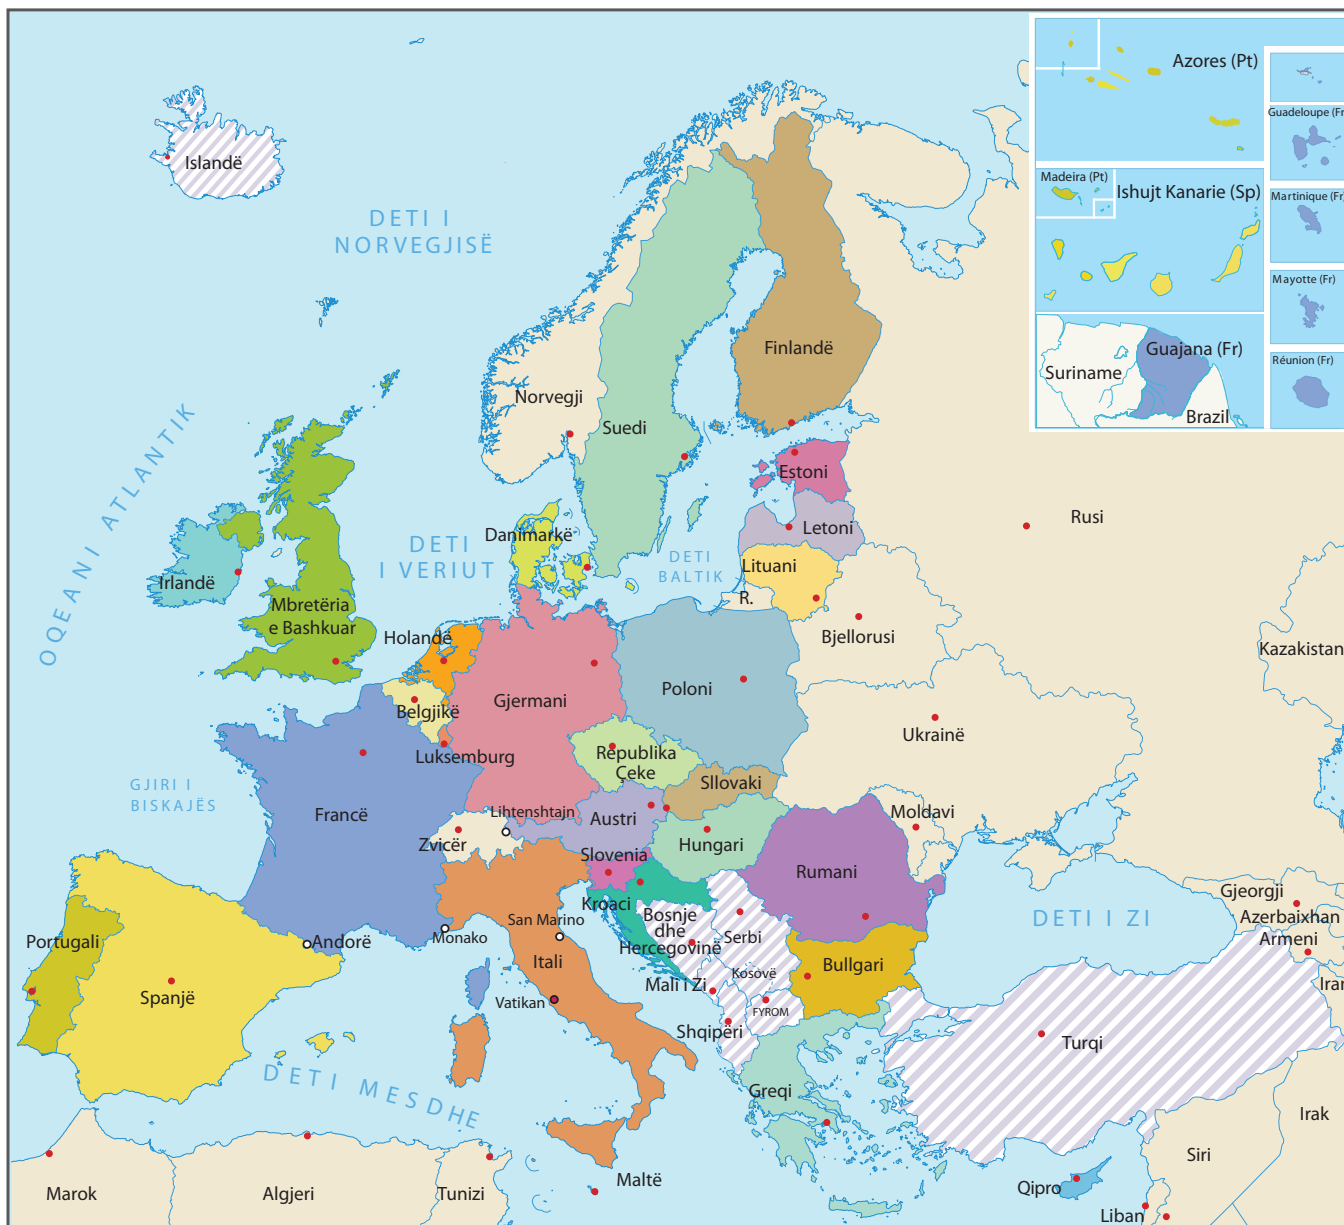 Azores (Pt)
Guadeloupe (Fr)
Madeira (Pt)
Ishujt Kanarie (Sp)
Martinique (Fr)
Mayotte (Fr)
Guajana (Fr)
Suriname
Réunion (Fr)
Brazil
Islandë
DETI I
NORVEGJISË
Finlandë
Norvegji
Suedi
OQEANI ATLANTIK
Estoni
Letoni
Rusi
Danimarkë
DETI
I VERIUT
DETI
BALTIK
Lituani
R.
Irlandë
Mbretëria
e Bashkuar
Bjellorusi
Holandë
Kazakistan
Belgjikë
Gjermani
Poloni
Ukrainë
Luksemburg
Republika
Çeke
Sllovaki
GJIRI I
BISKAJËS
Francë
Lihtenshtajn
Austri
Moldavi
Zvicër
Hungari
Slovenia
Rumani
Kroaci
Gjeorgji
San Marino
Bosnje
dhe
Hercegovinë
Serbi
DETI I ZI
Azerbaixhan
Armeni
Portugali
Andorë
Monako
Itali
Bullgari
Kosovë
Mali i Zi
Iran
Spanjë
Vatikan
FYROM
Shqipëri
Turqi
DETI MESDHE
Greqi
Irak
Siri
Maltë
Qipro
Marok
Algjeri
Tunizi
Liban